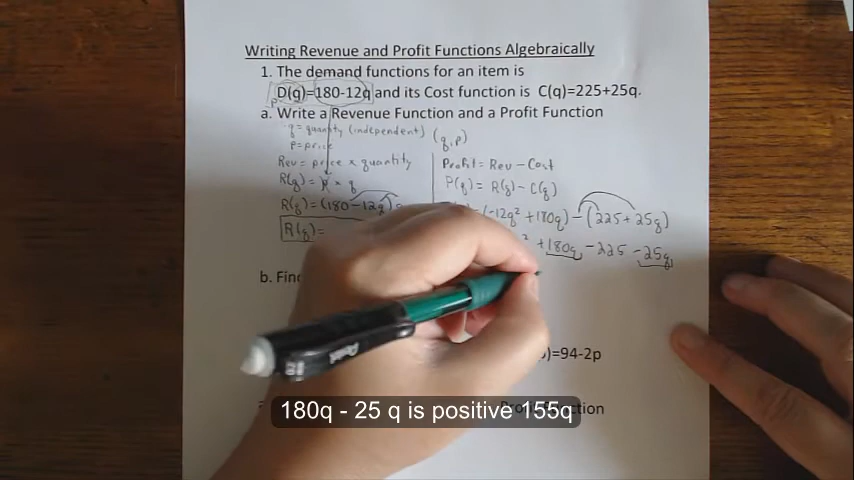 Writing Revenue and Profit Functions Algebraically
1. The demand functions for an item is
D(q)=180-12q and its Cost function is C(q)=225+25q.
p
a. Write a Revenue Function and a Profit Function
q = quantity (independent) (q,p)
p = price
Rev = price x quantity
R(q) = p x q
R(q) = (180-12q)
R(q) =
Profit = Rev - Cost
P(q) = R(q) - C(q)
(-12q² + 180q) - (225 + 25q)
² + 180q - 225 - 25q
b. Find
)=94-2p
180q - 25 q is positive 155q